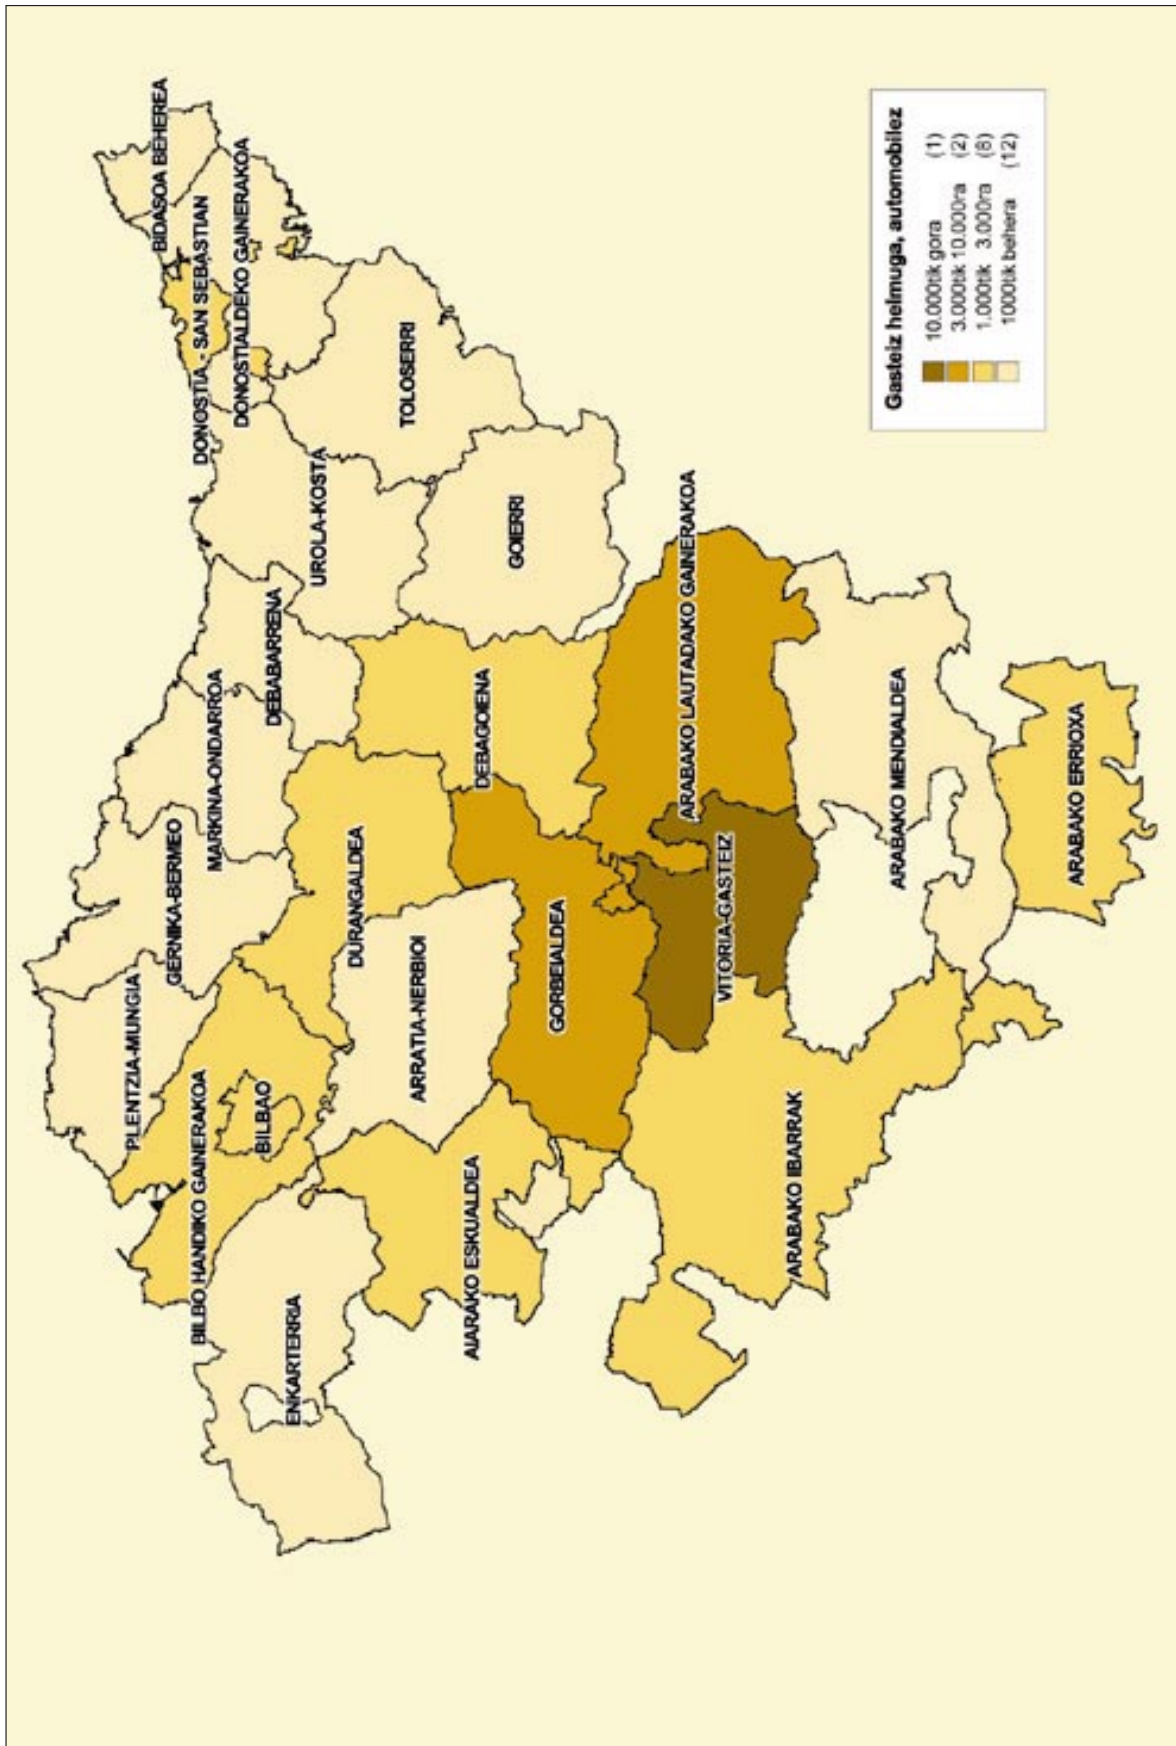 BIDASOA BEHEREA
DONOSTIA - SAN SEBASTIAN
DONOSTIALDEKO GAINERAKOA
PLENTZIA-MUNGIA
GERNIKA-BERMEO
MARKINA-ONDARROA
BILBO HANDIKO GAINERAKOA
BILBAO
DEBABARRENA
UROLA-KOSTA
ENKARTERRIA
DURANGALDEA
TOLOSERRI
ARRATIA-NERBIOI
AIARAKO ESKUALDEA
DEBAGOIENA
GOIERRI
GORBEIALDEA
ARABAKO LAUTADAKO GAINERAKOA
VITORIA-GASTEIZ
ARABAKO IBARRAK
ARABAKO MENDIALDEA
ARABAKO ERRIOXA
Gasteiz helmuga, automobilez
10.000tik gora (1)
3.000tik 10.000ra (2)
1.000tik 3.000ra (8)
1000tik behera (12)